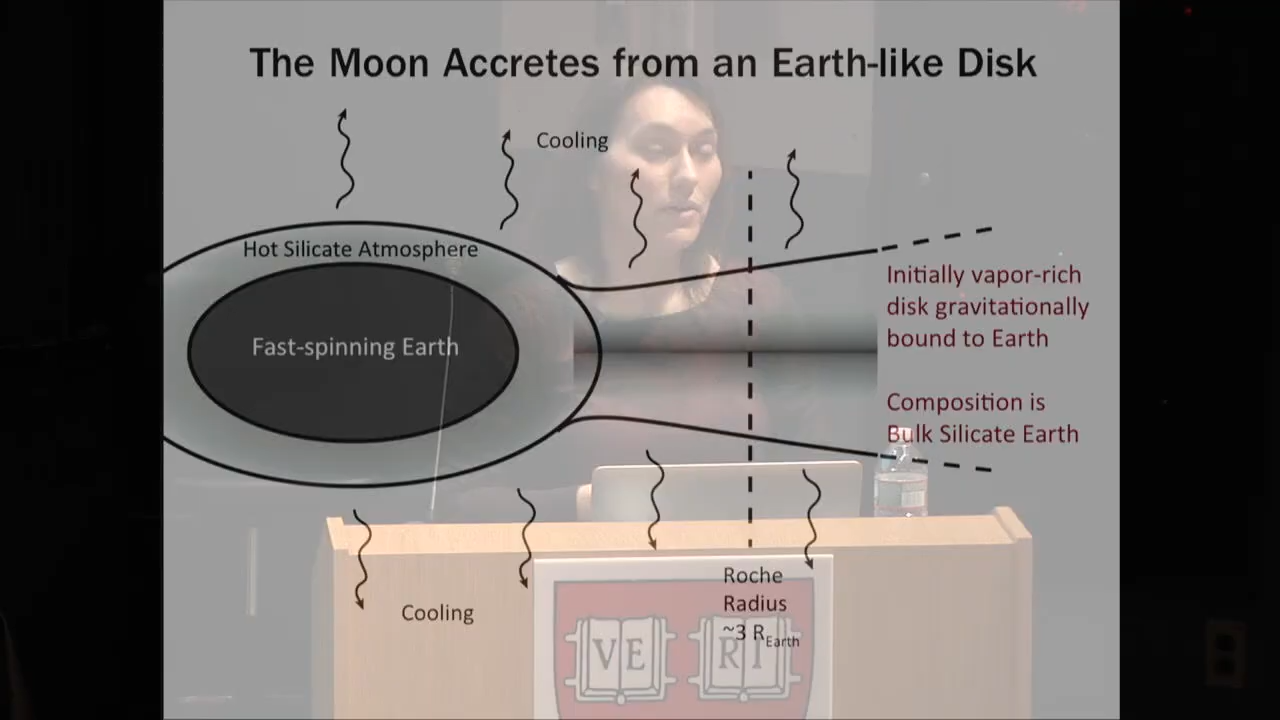 The Moon Accretes from an Earth-like Disk
Cooling
Hot Silicate Atmosphere
Fast-spinning Earth
Initially vapor-rich
disk gravitationally
bound to Earth
Composition is
Bulk Silicate Earth
Roche
Radius
~3 R_Earth
Cooling
VE RI